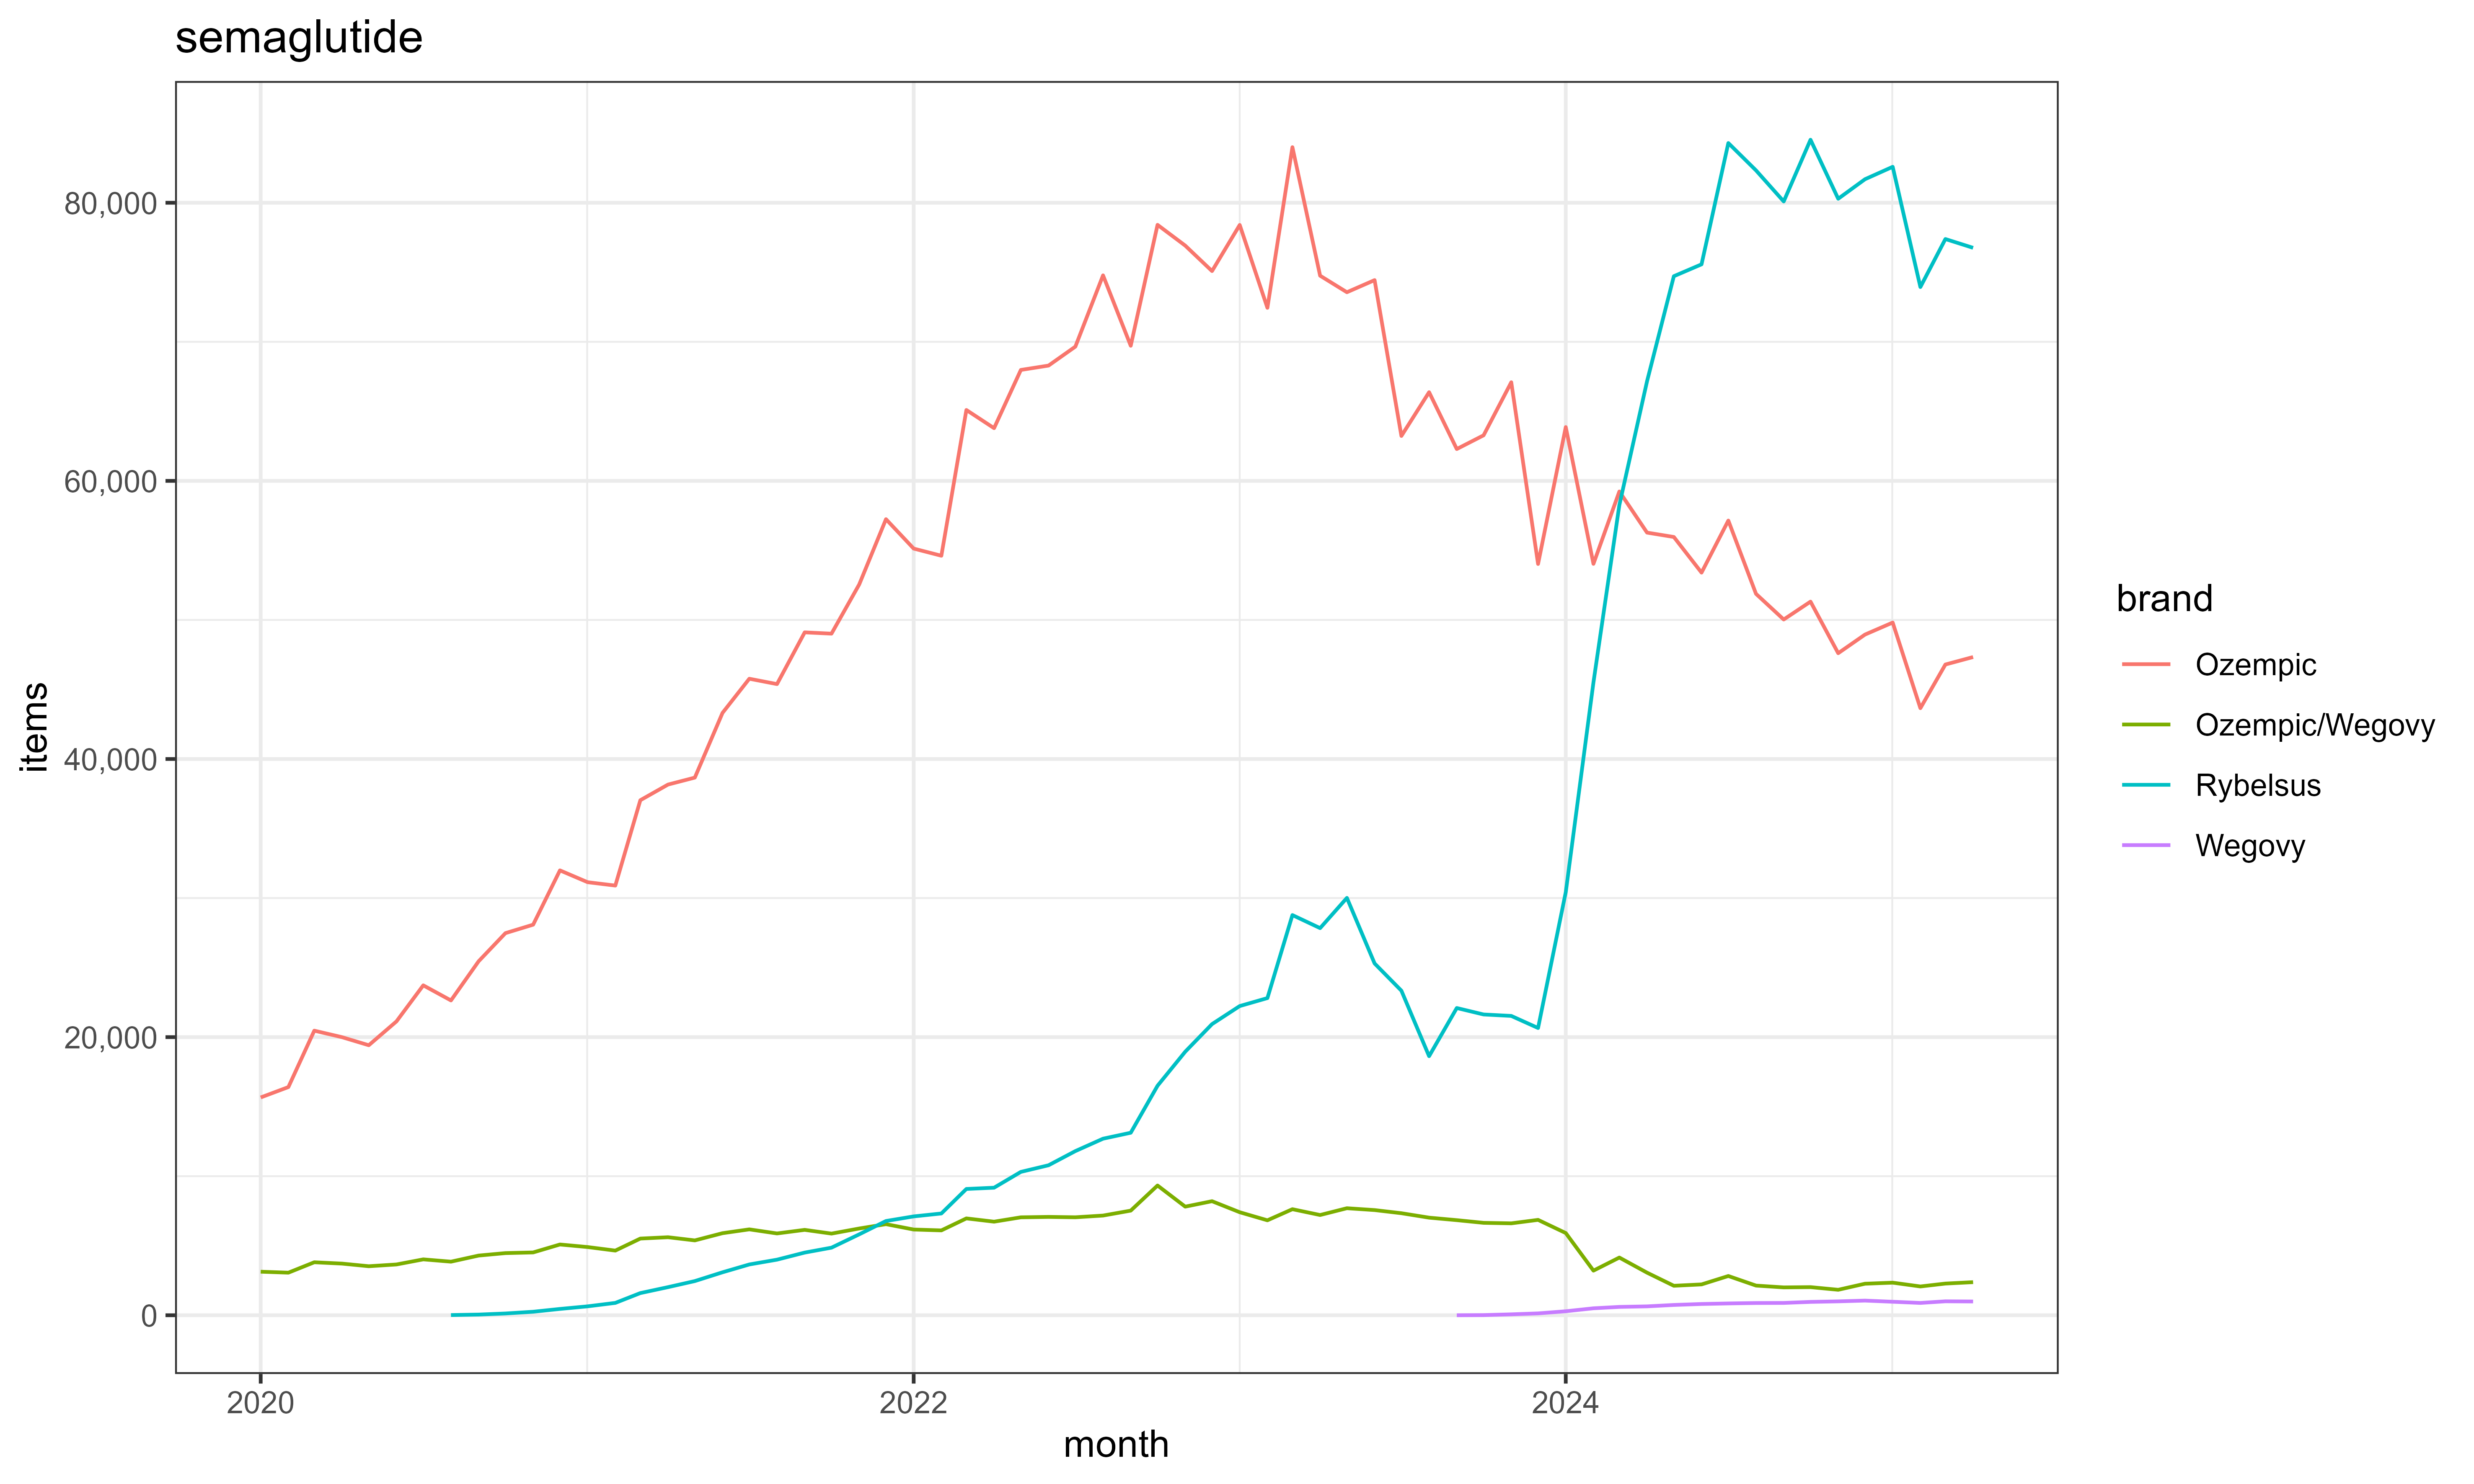 semaglutide
80,000
60,000
40,000
20,000
0
items
2020
2022
2024
month
brand
Ozempic
Ozempic/Wegovy
Rybelsus
Wegovy